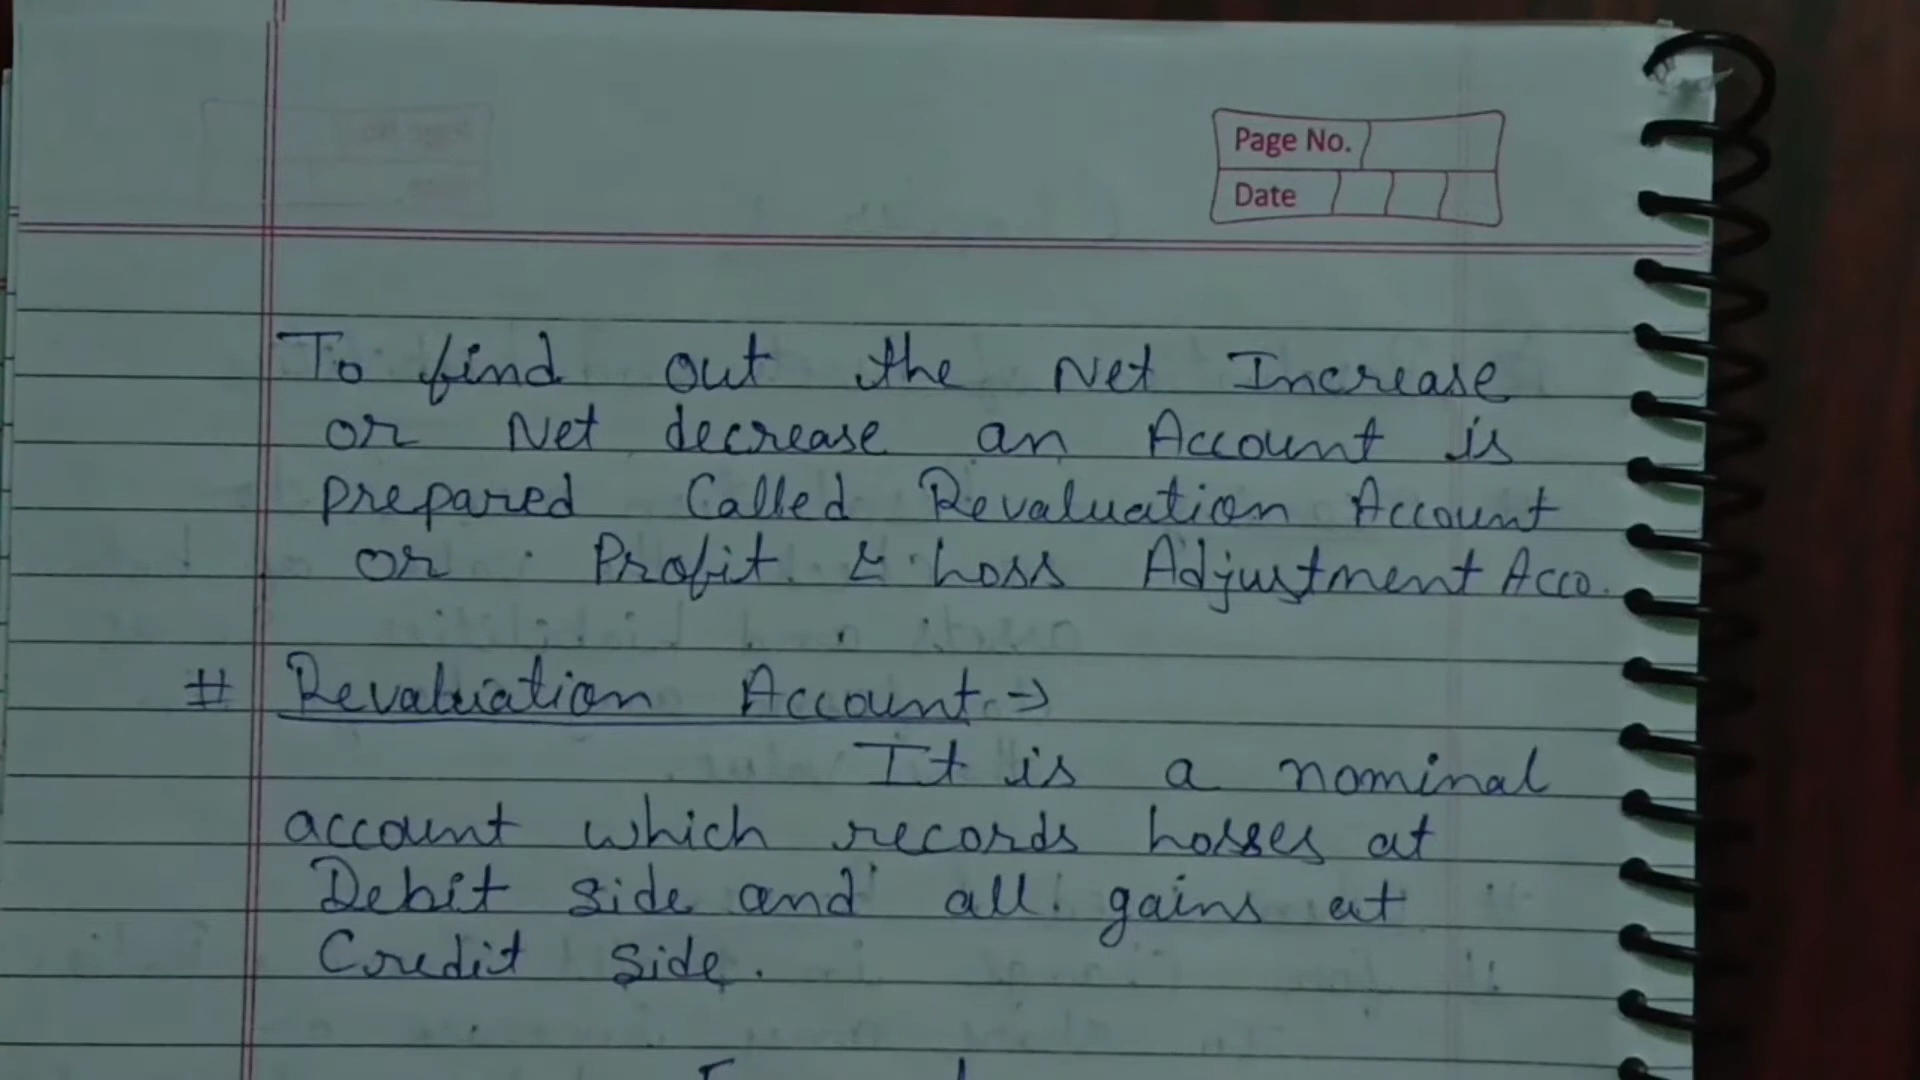 Page No.
Date
To find out the Net Increase
or Net decrease an Account is
prepared Called Revaluation Account
or Profit & Loss Adjustment Acco.
# Revaluation Account →
It is a nominal
account which records Losses at
Debit side and all gains at
Credit side.